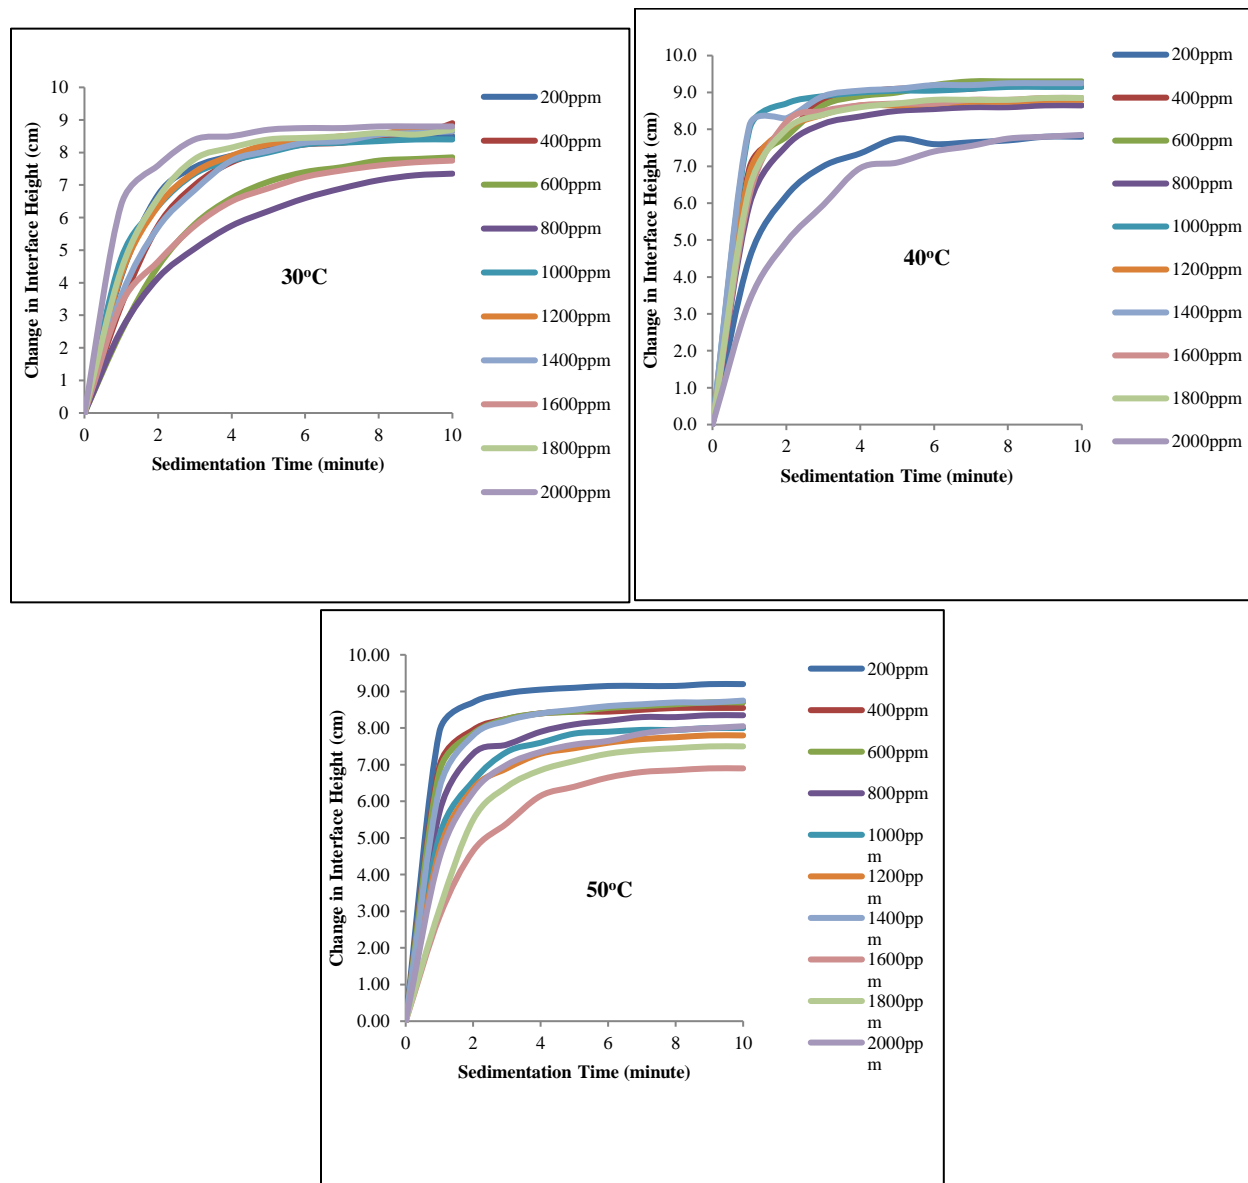 10
9
8
7
6
5
4
3
2
1
0
0 2 4 6 8 10
Change in Interface Height (cm)
Sedimentation Time (minute)
30°C
200ppm
400ppm
600ppm
800ppm
1000ppm
1200ppm
1400ppm
1600ppm
1800ppm
2000ppm
10.0
9.0
8.0
7.0
6.0
5.0
4.0
3.0
2.0
1.0
0.0
0 2 4 6 8 10
Change in Interface Height (cm)
Sedimentation Time (minute)
40°C
200ppm
400ppm
600ppm
800ppm
1000ppm
1200ppm
1400ppm
1600ppm
1800ppm
2000ppm
10.00
9.00
8.00
7.00
6.00
5.00
4.00
3.00
2.00
1.00
0.00
0 2 4 6 8 10
Change in Interface Height (cm)
Sedimentation Time (minute)
50°C
200ppm
400ppm
600ppm
800ppm
1000pp
m
1200pp
m
1400pp
m
1600pp
m
1800pp
m
2000pp
m